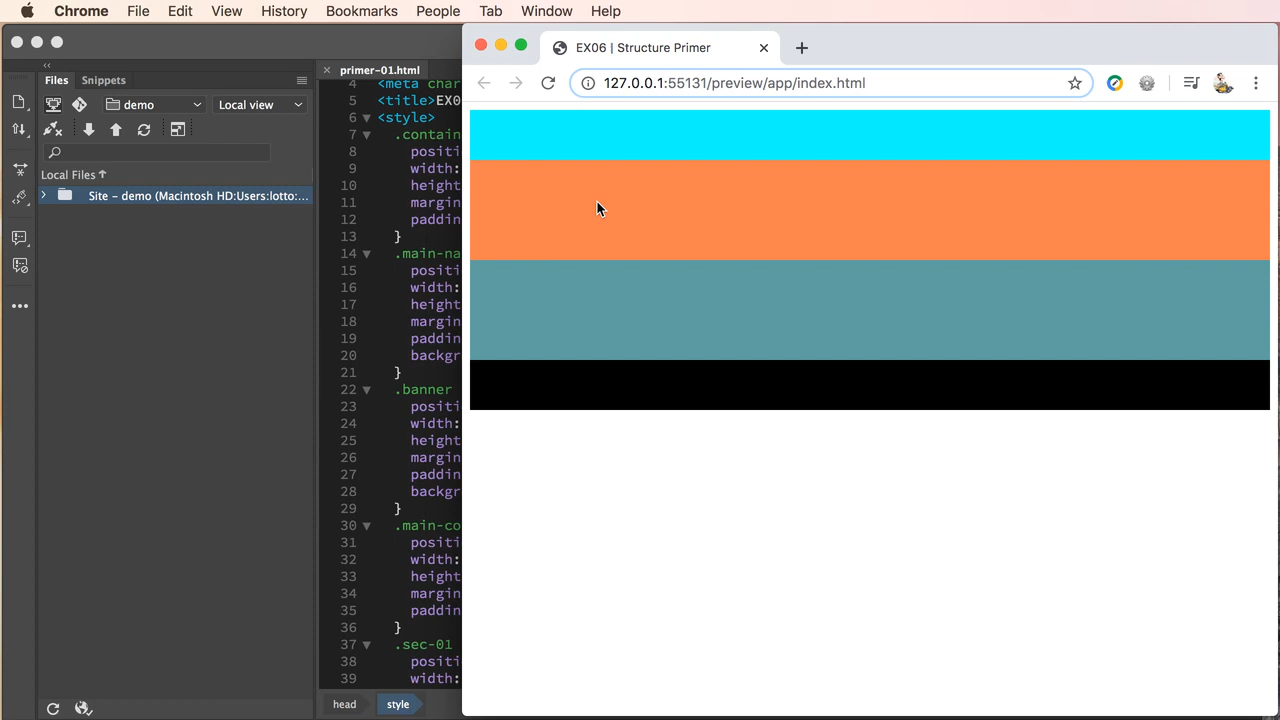 Chrome File Edit View History Bookmarks People Tab Window Help
EX06 | Structure Primer
127.0.0.1:55131/preview/app/index.html
Files Snippets
demo Local view
Local Files
Site – demo (Macintosh HD:Users:lotto:...
primer-01.html
4 <meta char
5 <title>EX0
6 <style>
7 .contain
8 positi
9 width:
10 height
11 margin
12 paddin
13 }
14 .main-na
15 positi
16 width:
17 height
18 margin
19 paddin
20 backgr
21 }
22 .banner
23 positi
24 width:
25 height
26 margin
27 paddin
28 backgr
29 }
30 .main-co
31 positi
32 width:
33 height
34 margin
35 paddin
36 }
37 .sec-01
38 positi
39 width:
head style